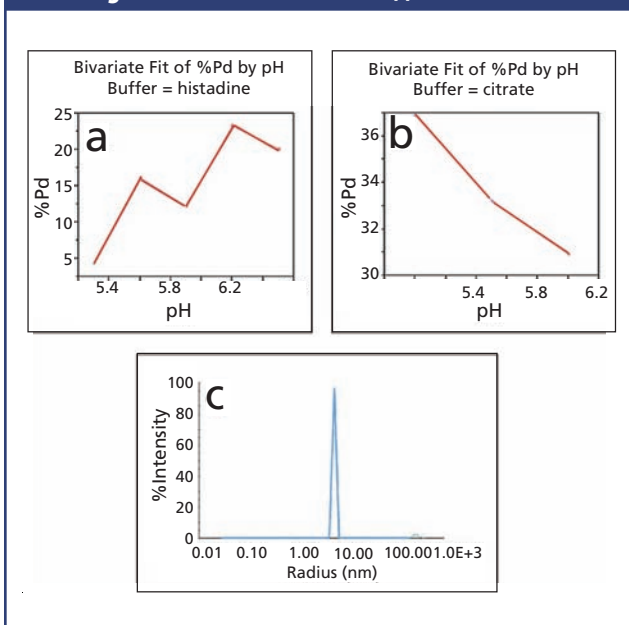 Bivariate Fit of %Pd by pH
Buffer = histadine
a
25
20
15
10
5
%Pd
5.4 5.8 6.2
pH
Bivariate Fit of %Pd by pH
Buffer = citrate
b
36
34
32
30
%Pd
5.4 5.8 6.2
pH
c
100
80
60
40
20
0
%Intensity
0.01 0.10 1.00 10.00 100.001.0E+3
Radius (nm)